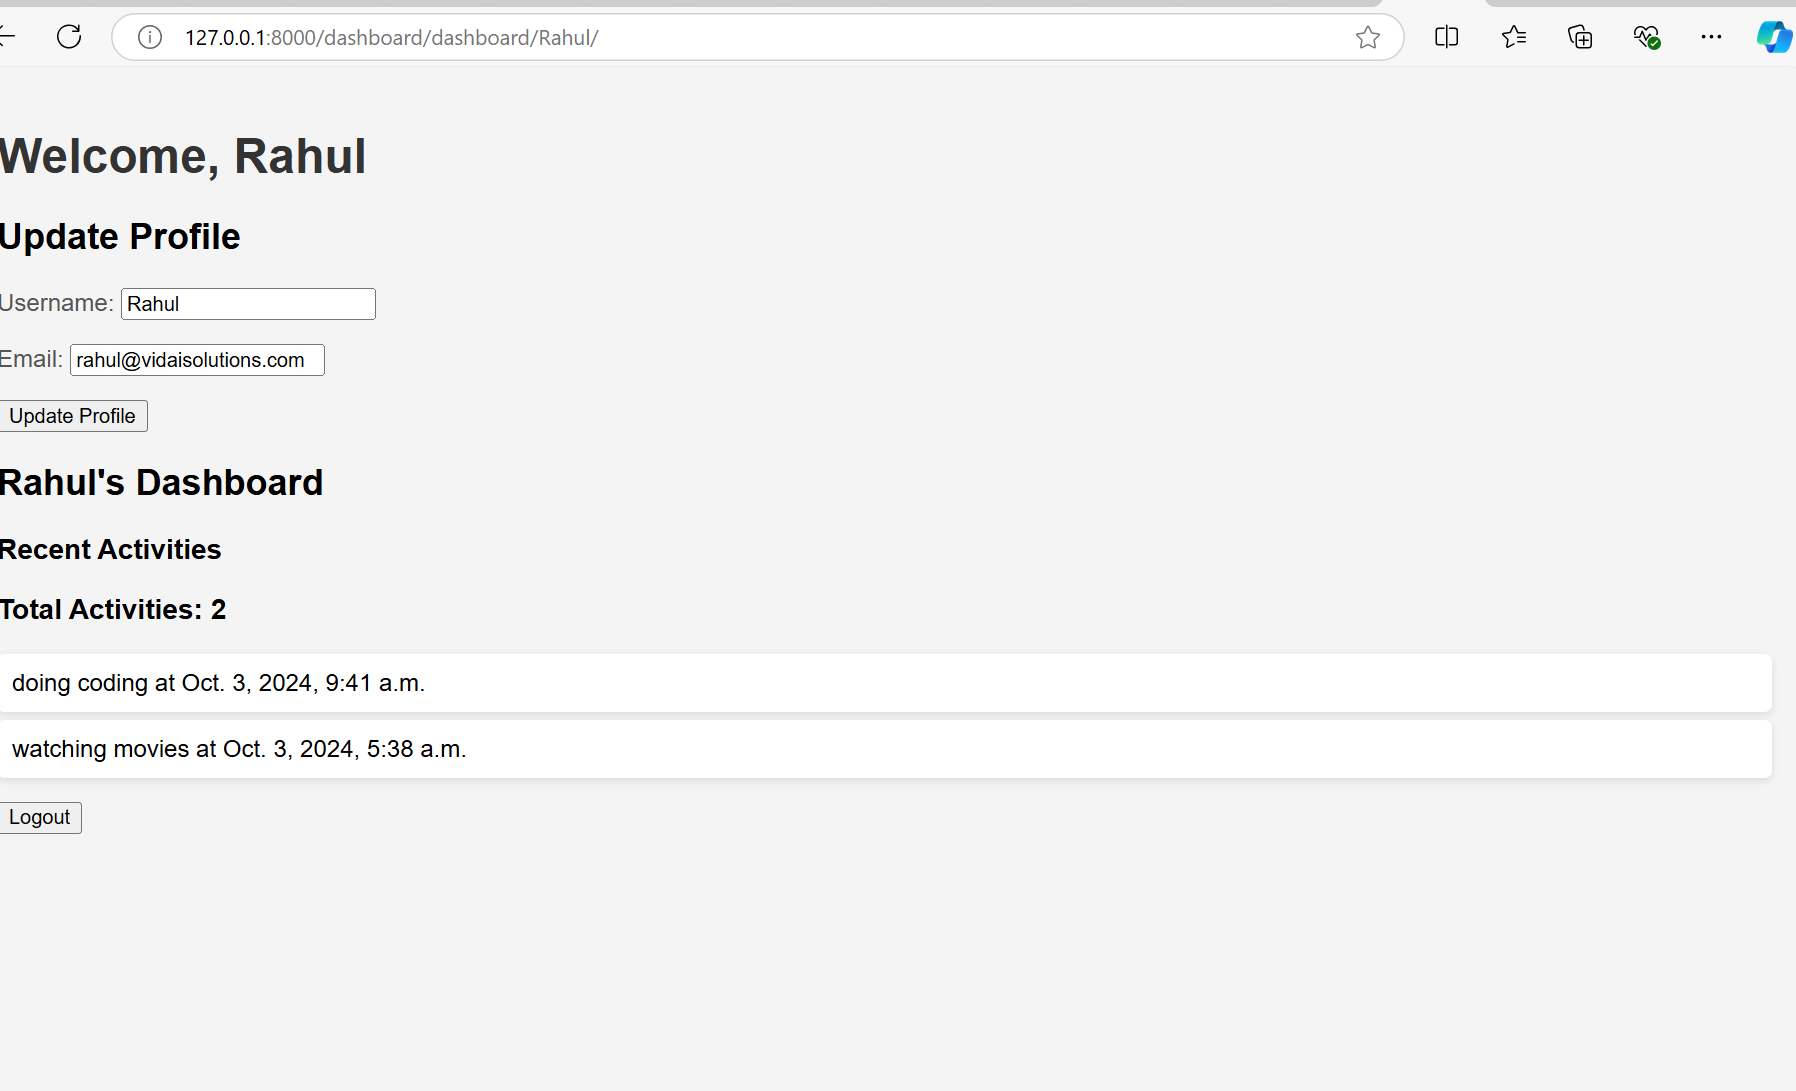 127.0.0.1:8000/dashboard/dashboard/Rahul/
Welcome, Rahul
Update Profile
Username: Rahul
Email: rahul@vidaisolutions.com
Update Profile
Rahul's Dashboard
Recent Activities
Total Activities: 2
doing coding at Oct. 3, 2024, 9:41 a.m.
watching movies at Oct. 3, 2024, 5:38 a.m.
Logout